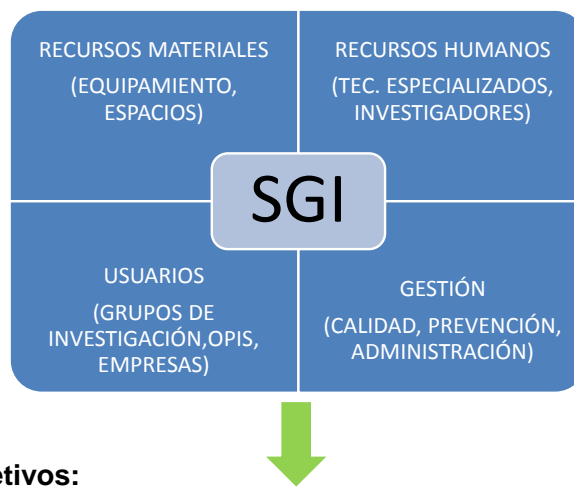 RECURSOS MATERIALES
(EQUIPAMIENTO,
ESPACIOS)
RECURSOS HUMANOS
(TEC. ESPECIALIZADOS,
INVESTIGADORES)
SGI
USUARIOS
(GRUPOS DE
INVESTIGACIÓN,OPIS,
EMPRESAS)
GESTIÓN
(CALIDAD, PREVENCIÓN,
ADMINISTRACIÓN)
etivos: